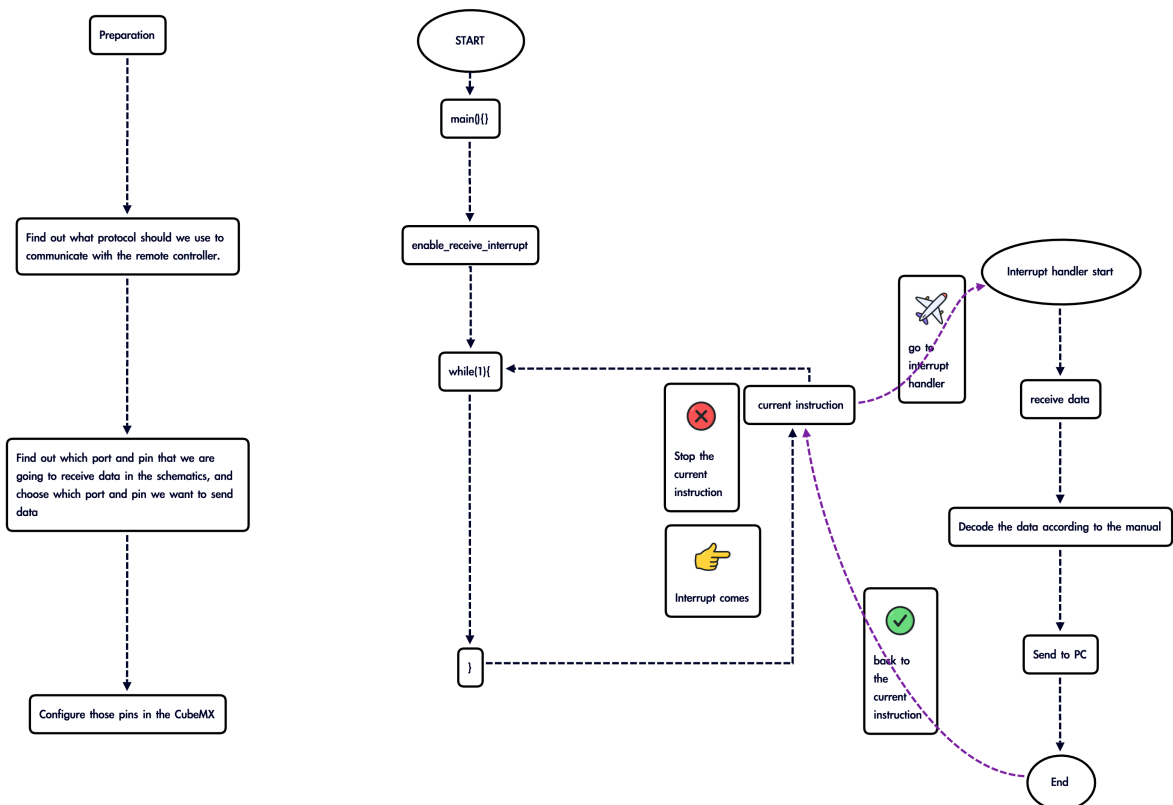 Preparation
Find out what protocol should we use to
communicate with the remote controller.
Find out which port and pin that we are
going to receive data in the schematics, and
choose which port and pin we want to send
data
Configure those pins in the CubeMX
START
main(){}
enable_receive_interrupt
while(1){
}
current instruction
Stop the
current
instruction
Interrupt comes
go to
interrupt
handler
Interrupt handler start
receive data
Decode the data according to the manual
Send to PC
End
back to
the
current
instruction